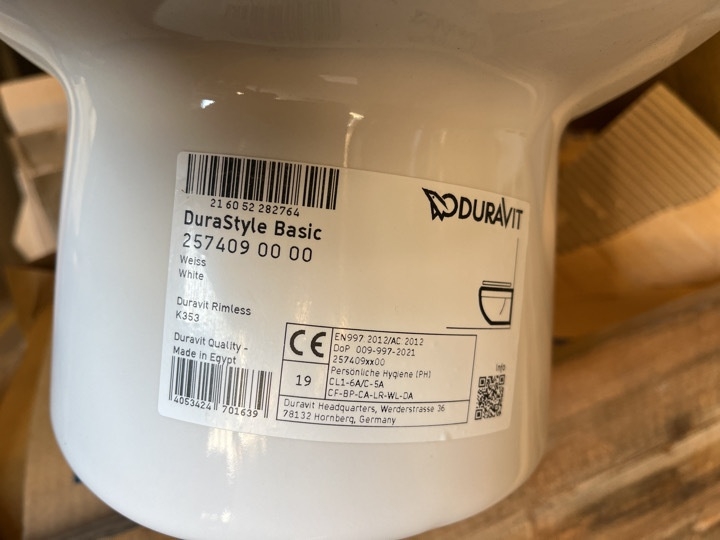 21 60 52 282764
DURAVIT
DuraStyle Basic
257409 00 00
Weiss
White
Duravit Rimless
K353
Duravit Quality -
Made in Egypt
4053424 701639
CE
19
EN997:2012/AC:2012
DoP 009-997-2021
257409xx00
Persönliche Hygiene (PH)
CL1-6A/C-5A
CF-BP-CA-LR-WL-DA
Duravit Headquarters, Werderstrasse 36
78132 Hornberg, Germany
Info